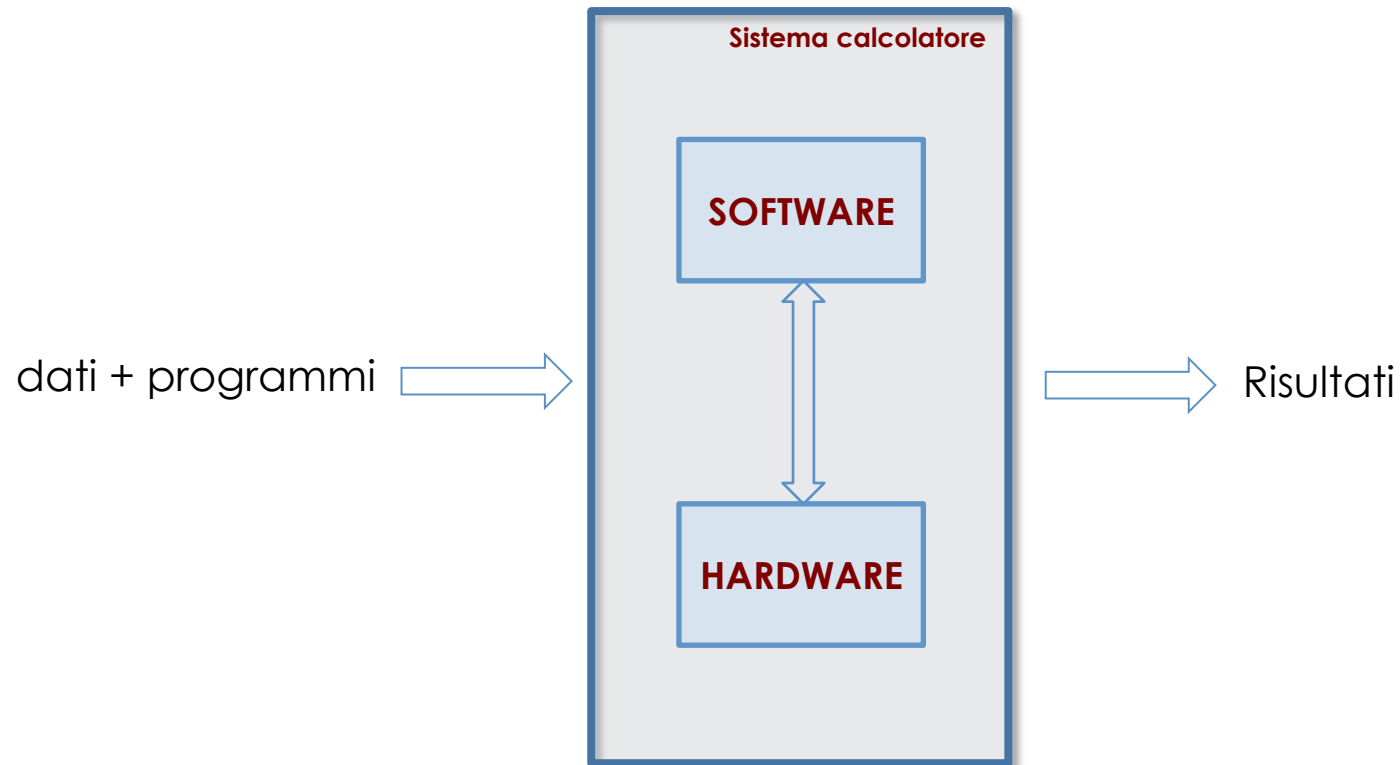 Sistema calcolatore
SOFTWARE
dati + programmi
Risultati
HARDWARE